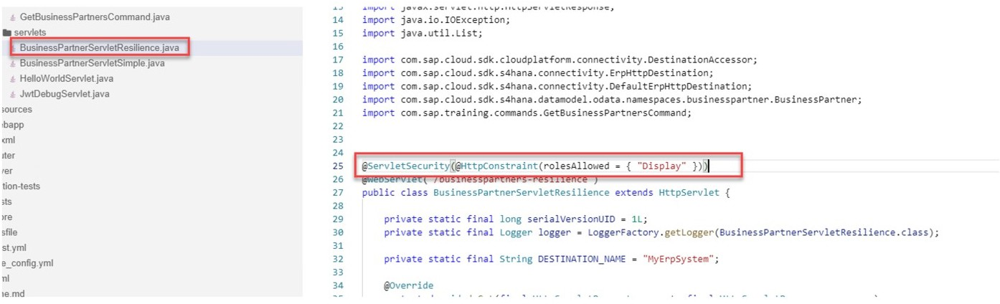 GetBusinessPartnersCommand.java
servlets
BusinessPartnerServletResilience.java
BusinessPartnerServletSimple.java
HelloWorldServlet.java
JwtDebugServlet.java
sources
ebapp
xml
uter
ver
tion-tests
sts
ore
sfile
st.yml
e_config.yml
ml
ne.md
13 import javax.servlet.http.HttpServletResponse;
14 import java.io.IOException;
15 import java.util.List;
16
17 import com.sap.cloud.sdk.cloudplatform.connectivity.DestinationAccessor;
18 import com.sap.cloud.sdk.s4hana.connectivity.ErpHttpDestination;
19 import com.sap.cloud.sdk.s4hana.connectivity.DefaultErpHttpDestination;
20 import com.sap.cloud.sdk.s4hana.datamodel.odata.namespaces.businesspartner.BusinessPartner;
21 import com.sap.training.commands.GetBusinessPartnersCommand;
22
23
24
25 @ServletSecurity(@HttpConstraint(rolesAllowed = { "Display" }))
26 @WebServlet("/businesspartners-resilience")
27 public class BusinessPartnerServletResilience extends HttpServlet {
28
29 private static final long serialVersionUID = 1L;
30 private static final Logger logger = LoggerFactory.getLogger(BusinessPartnerServletResilience.class);
31
32 private static final String DESTINATION_NAME = "MyErpSystem";
33
34 @Override